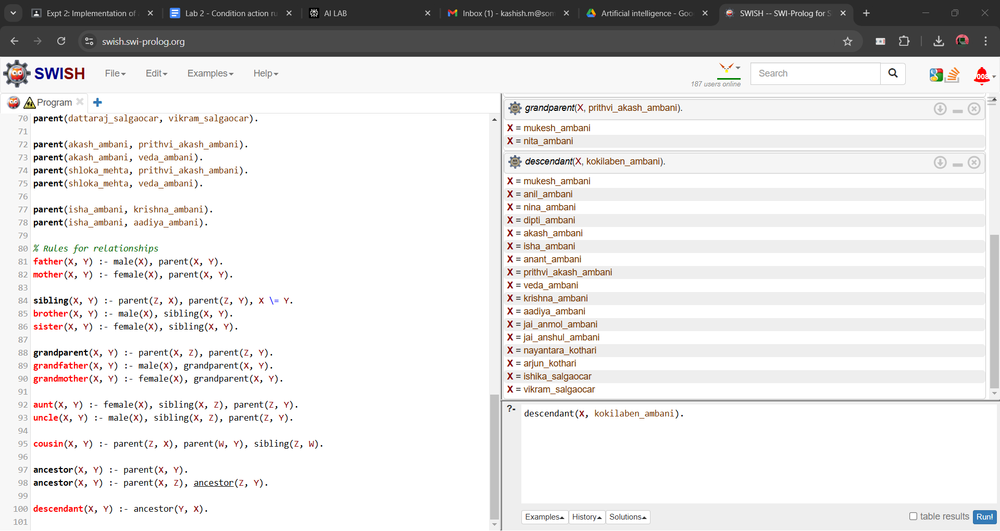 Expt 2: Implementation of
Lab 2 - Condition action ru
AI LAB
Inbox (1) - kashish.m@som
Artificial intelligence - Goo
SWISH -- SWI-Prolog for S
swish.swi-prolog.org
SWISH
File
Edit
Examples
Help
187 users online
Search
008
Program
70 parent(dattaraj_salgaocar, vikram_salgaocar).
71
72 parent(akash_ambani, prithvi_akash_ambani).
73 parent(akash_ambani, veda_ambani).
74 parent(shloka_mehta, prithvi_akash_ambani).
75 parent(shloka_mehta, veda_ambani).
76
77 parent(isha_ambani, krishna_ambani).
78 parent(isha_ambani, aadiya_ambani).
79
80 % Rules for relationships
81 father(X, Y) :- male(X), parent(X, Y).
82 mother(X, Y) :- female(X), parent(X, Y).
83
84 sibling(X, Y) :- parent(Z, X), parent(Z, Y), X \= Y.
85 brother(X, Y) :- male(X), sibling(X, Y).
86 sister(X, Y) :- female(X), sibling(X, Y).
87
88 grandparent(X, Y) :- parent(X, Z), parent(Z, Y).
89 grandfather(X, Y) :- male(X), grandparent(X, Y).
90 grandmother(X, Y) :- female(X), grandparent(X, Y).
91
92 aunt(X, Y) :- female(X), sibling(X, Z), parent(Z, Y).
93 uncle(X, Y) :- male(X), sibling(X, Z), parent(Z, Y).
94
95 cousin(X, Y) :- parent(Z, X), parent(W, Y), sibling(Z, W).
96
97 ancestor(X, Y) :- parent(X, Y).
98 ancestor(X, Y) :- parent(X, Z), ancestor(Z, Y).
99
100 descendant(X, Y) :- ancestor(Y, X).
101
grandparent(X, prithvi_akash_ambani).
X = mukesh_ambani
X = nita_ambani
descendant(X, kokilaben_ambani).
X = mukesh_ambani
X = anil_ambani
X = nina_ambani
X = dipti_ambani
X = akash_ambani
X = isha_ambani
X = anant_ambani
X = prithvi_akash_ambani
X = veda_ambani
X = krishna_ambani
X = aadiya_ambani
X = jai_anmol_ambani
X = jai_anshul_ambani
X = nayantara_kothari
X = arjun_kothari
X = ishika_salgaocar
X = vikram_salgaocar
?- descendant(X, kokilaben_ambani).
Examples
History
Solutions
table results
Run!